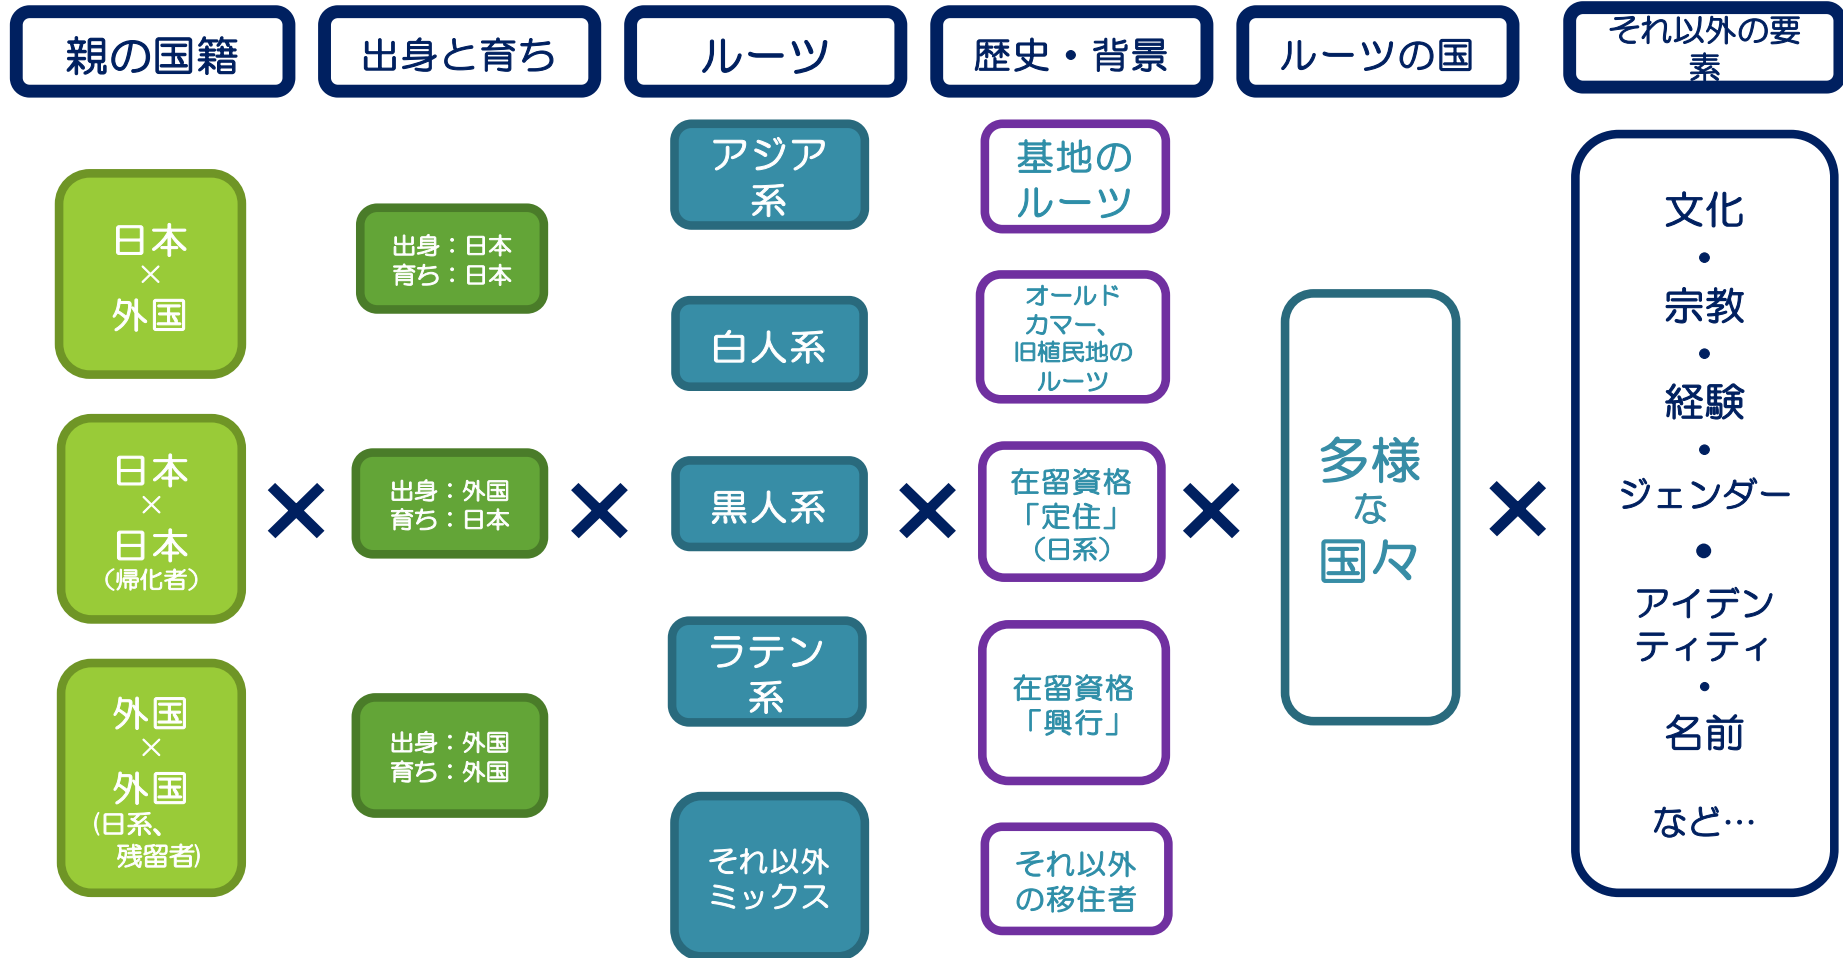 親の国籍
出身と育ち
ルーツ
歴史・背景
ルーツの国
それ以外の要
素
日本
×
外国
日本
×
日本
（帰化者）
外国
×
外国
（日系、
残留者）
×
出身：日本
育ち：日本
出身：外国
育ち：日本
出身：外国
育ち：外国
×
アジア
系
白人系
黒人系
ラテン
系
それ以外
ミックス
×
基地の
ルーツ
オールド
カマー、
旧植民地の
ルーツ
在留資格
「定住」
（日系）
在留資格
「興行」
それ以外
の移住者
×
多様
な
国々
×
文化
・
宗教
・
経験
・
ジェンダー
・
アイデン
ティティ
・
名前
など…